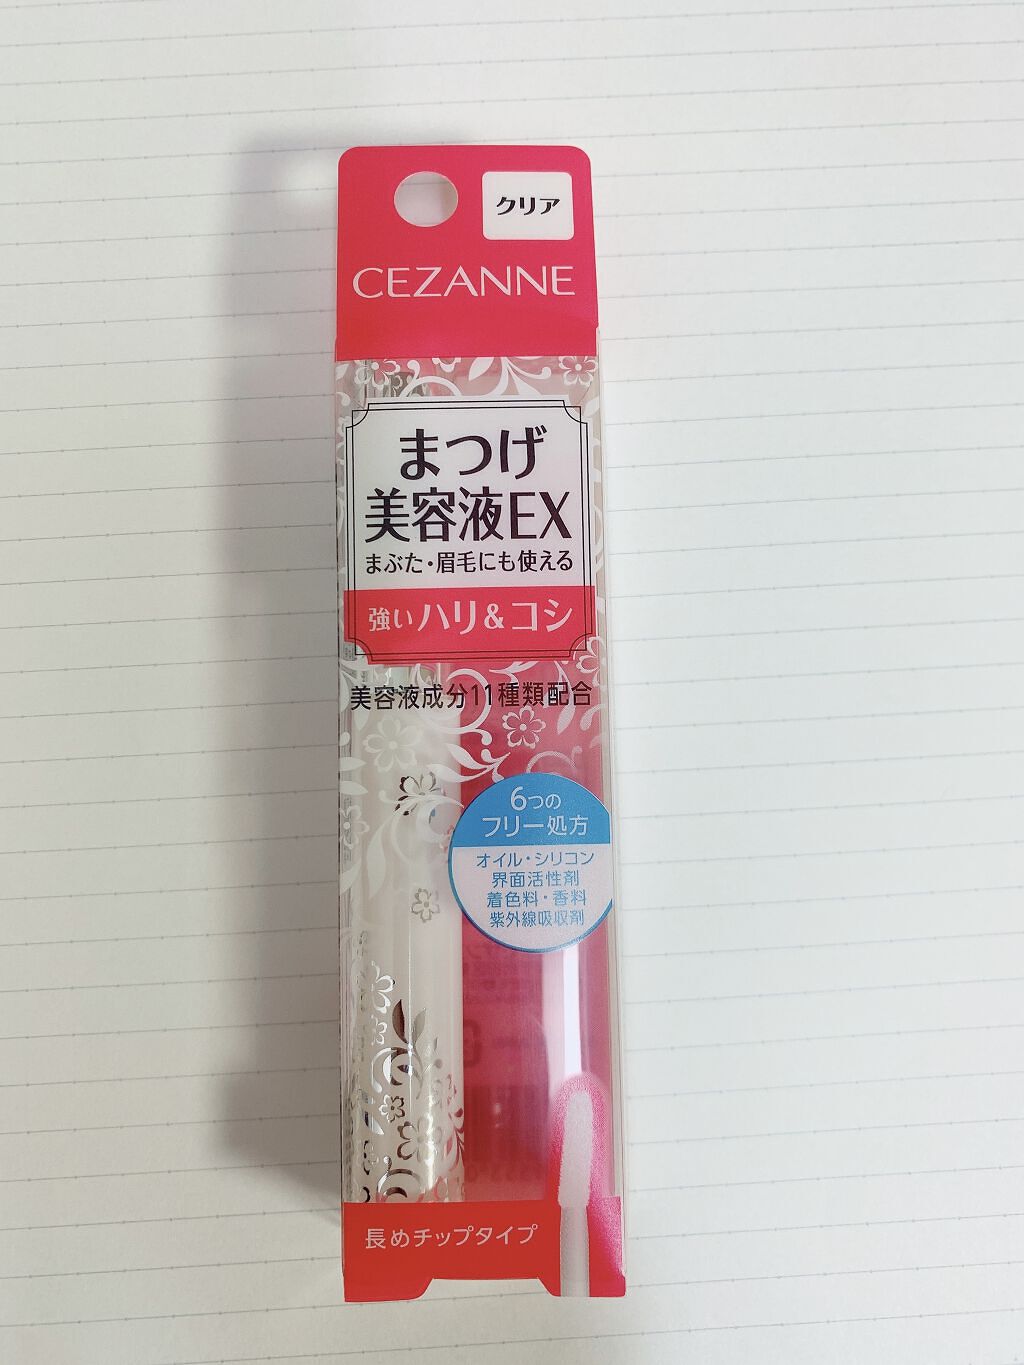 クリア
CEZANNE
まつげ
美容液EX
まぶた・眉毛にも使える
強いハリ&コシ
美容液成分11種類配合
6つの
フリー処方
オイル・シリコン
界面活性剤
着色料・香料
紫外線吸収剤
長めチップタイプ